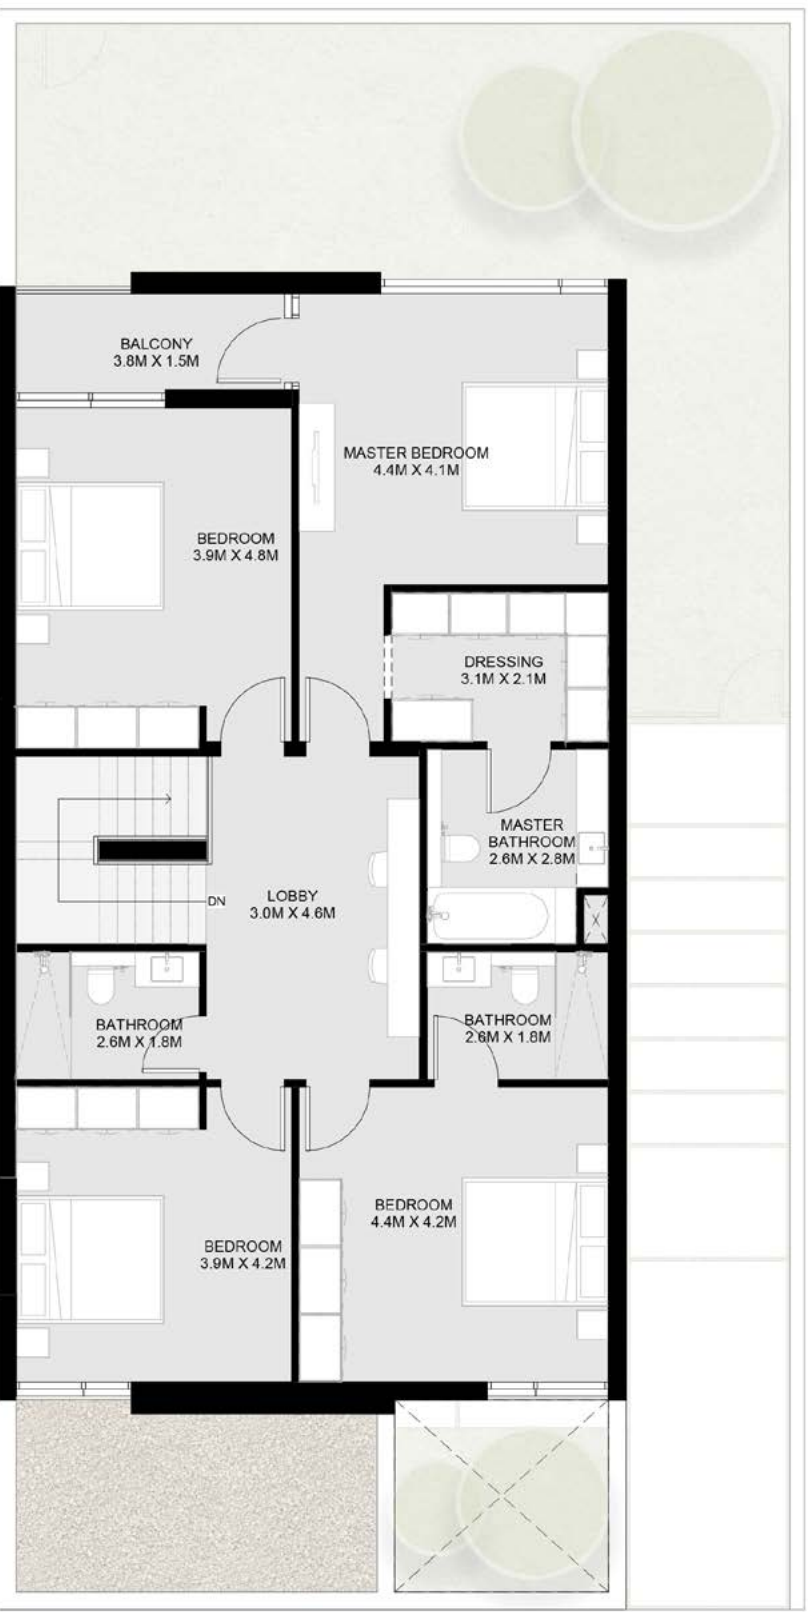 BALCONY
3.8M X 1.5M
MASTER BEDROOM
4.4M X 4.1M
BEDROOM
3.9M X 4.8M
DRESSING
3.1M X 2.1M
MASTER
BATHROOM
2.6M X 2.8M
LOBBY
3.0M X 4.6M
DN
BATHROOM
2.6M X 1.8M
BATHROOM
2.6M X 1.8M
BEDROOM
4.4M X 4.2M
BEDROOM
3.9M X 4.2M